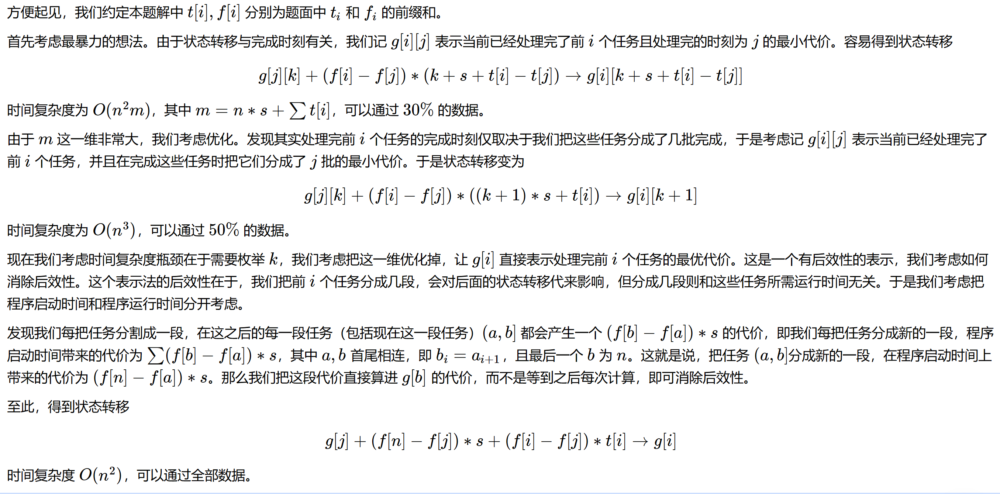 方便起见，我们约定本题解中 t[i], f[i] 分别为题面中 t_i 和 f_i 的前缀和。
首先考虑最暴力的想法。由于状态转移与完成时刻有关，我们记 g[i][j] 表示当前已经处理完了前 i 个任务且处理完的时刻为 j 的最小代价。容易得到状态转移
g[j][k] + (f[i] − f[j]) ∗ (k + s + t[i] − t[j]) → g[i][k + s + t[i] − t[j]]
时间复杂度为 O(n²m)，其中 m = n ∗ s + ∑ t[i]，可以通过 30% 的数据。
由于 m 这一维非常大，我们考虑优化。发现其实处理完前 i 个任务的完成时刻仅取决于我们把这些任务分成了几批完成，于是考虑记 g[i][j] 表示当前已经处理完了
前 i 个任务，并且在完成这些任务时把它们分成了 j 批的最小代价。于是状态转移变为
g[j][k] + (f[i] − f[j]) ∗ ((k + 1) ∗ s + t[i]) → g[i][k + 1]
时间复杂度为 O(n³)，可以通过 50% 的数据。
现在我们考虑时间复杂度瓶颈在于需要枚举 k，我们考虑把这一维优化掉，让 g[i] 直接表示处理完前 i 个任务的最优代价。这是一个有后效性的表示，我们考虑如何
消除后效性。这个表示法的后效性在于，我们把前 i 个任务分成几段，会对后面的状态转移代来影响，但分成几段则和这些任务所需运行时间无关。于是我们考虑把
程序启动时间和程序运行时间分开考虑。
发现我们每把任务分割成一段，在这之后的每一段任务（包括现在这一段任务）(a, b] 都会产生一个 (f[b] − f[a]) ∗ s 的代价，即我们每把任务分成新的一段，程序
启动时间带来的代价为 ∑(f[b] − f[a]) ∗ s，其中 a, b 首尾相连，即 b_i = a_{i+1}，且最后一个 b 为 n。这就是说，把任务 (a, b]分成新的一段，在程序启动时间上
带来的代价为 (f[n] − f[a]) ∗ s。那么我们把这段代价直接算进 g[b] 的代价，而不是等到之后每次计算，即可消除后效性。
至此，得到状态转移
g[j] + (f[n] − f[j]) ∗ s + (f[i] − f[j]) ∗ t[i] → g[i]
时间复杂度 O(n²)，可以通过全部数据。